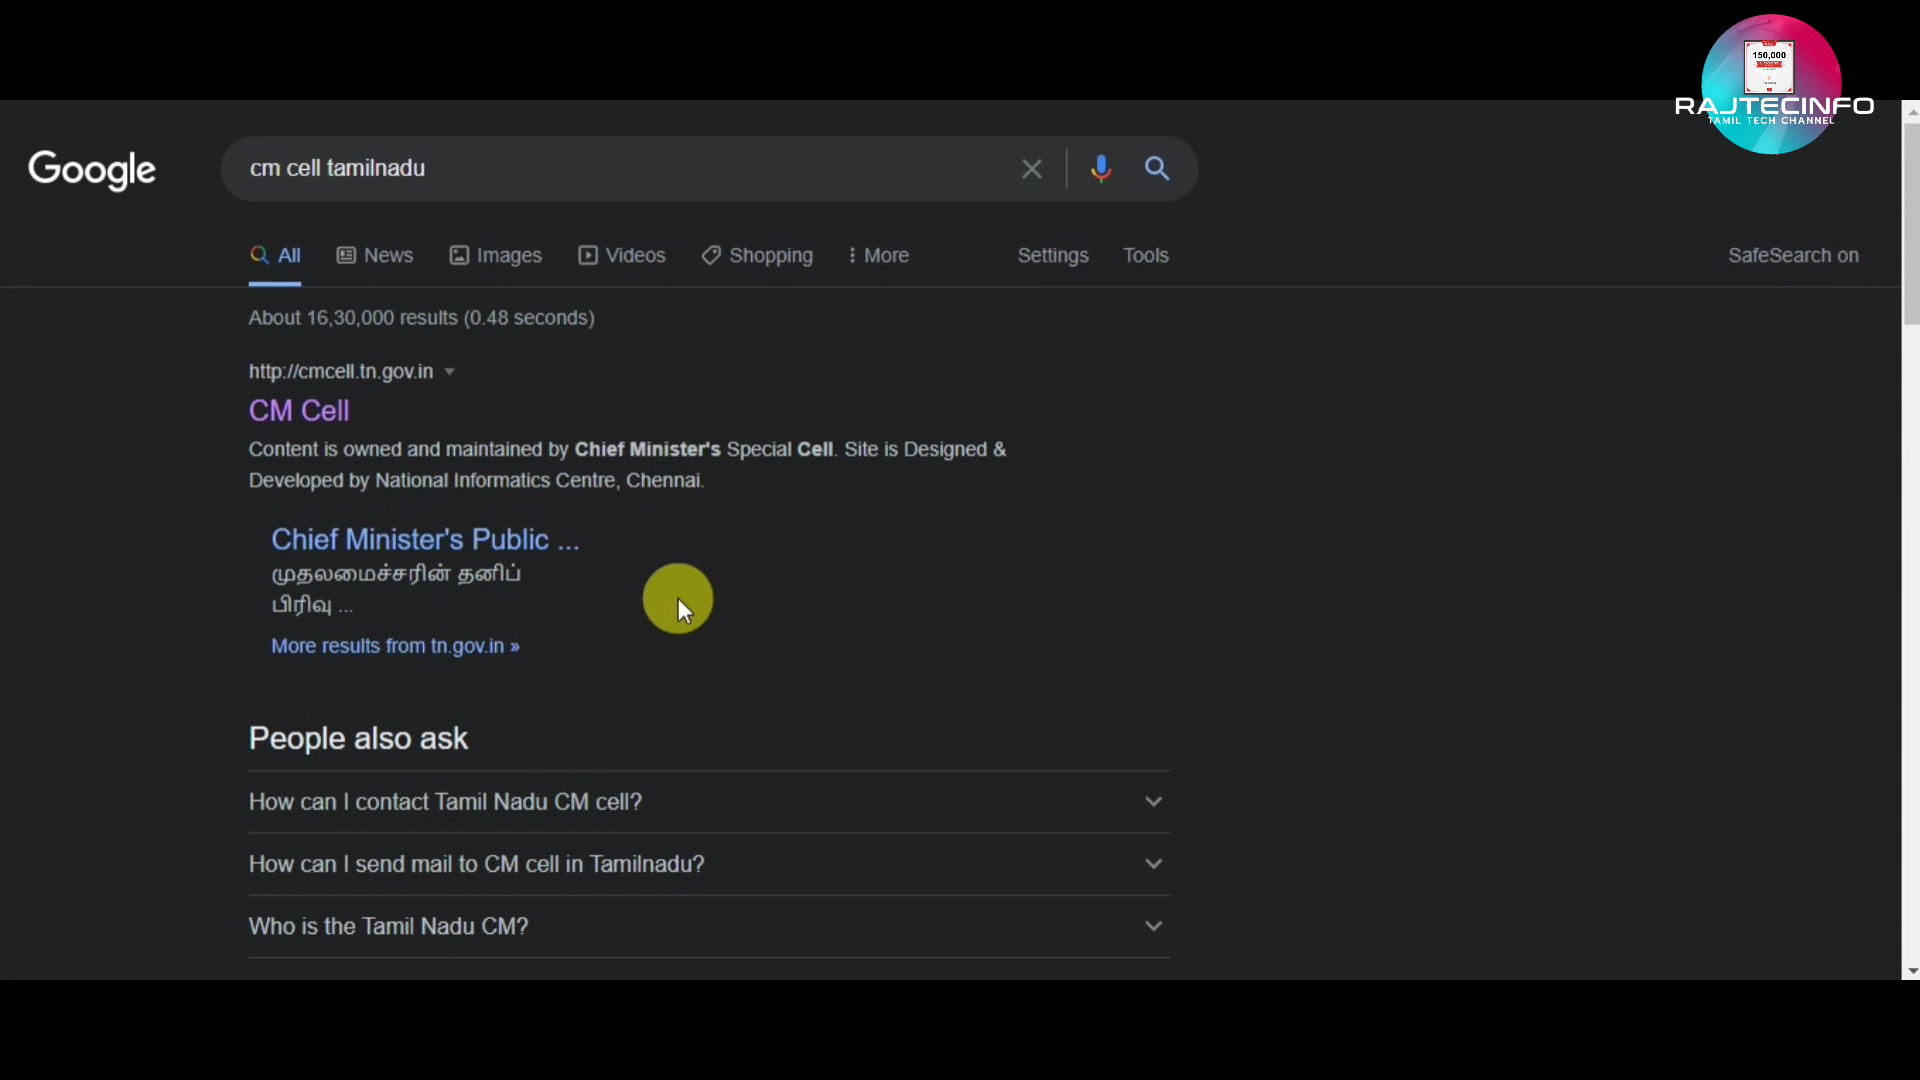 150,000
RAJTECINFO
TAMIL TECH CHANNEL
Google
cm cell tamilnadu
All News Images Videos Shopping More Settings Tools SafeSearch on
About 16,30,000 results (0.48 seconds)
http://cmcell.tn.gov.in
CM Cell
Content is owned and maintained by Chief Minister's Special Cell. Site is Designed &
Developed by National Informatics Centre, Chennai.
Chief Minister's Public ...
முதலமைச்சரின் தனிப்
பிரிவு ...
More results from tn.gov.in »
People also ask
How can I contact Tamil Nadu CM cell?
How can I send mail to CM cell in Tamilnadu?
Who is the Tamil Nadu CM?